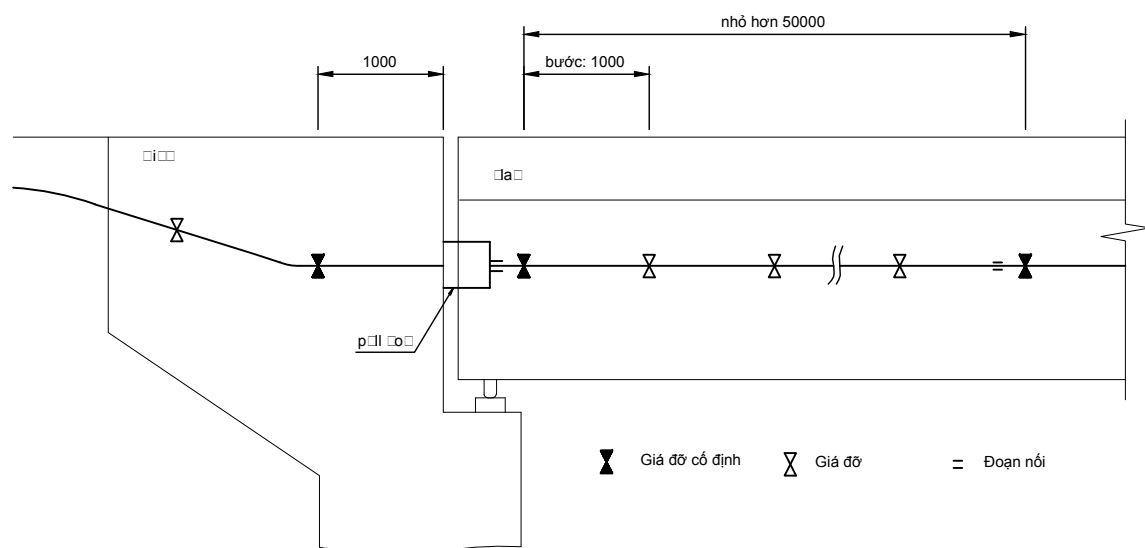 nhỏ hơn 50000
1000
bước: 1000
Giá đỡ cố định
Giá đỡ
Đoạn nối